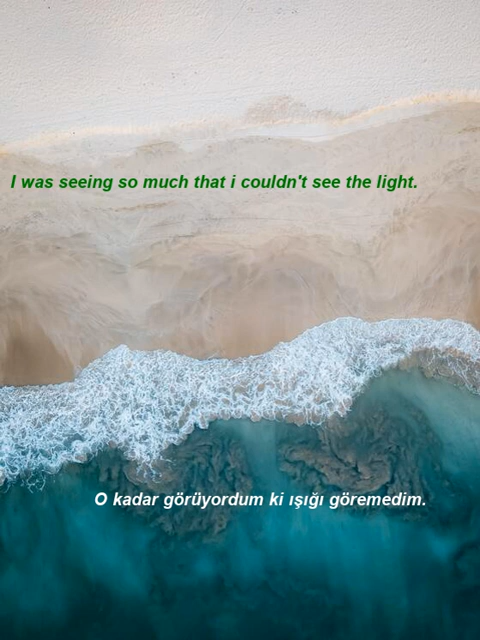 I was seeing so much that i couldn't see the light.
O kadar görüyordum ki ışığı göremedim.